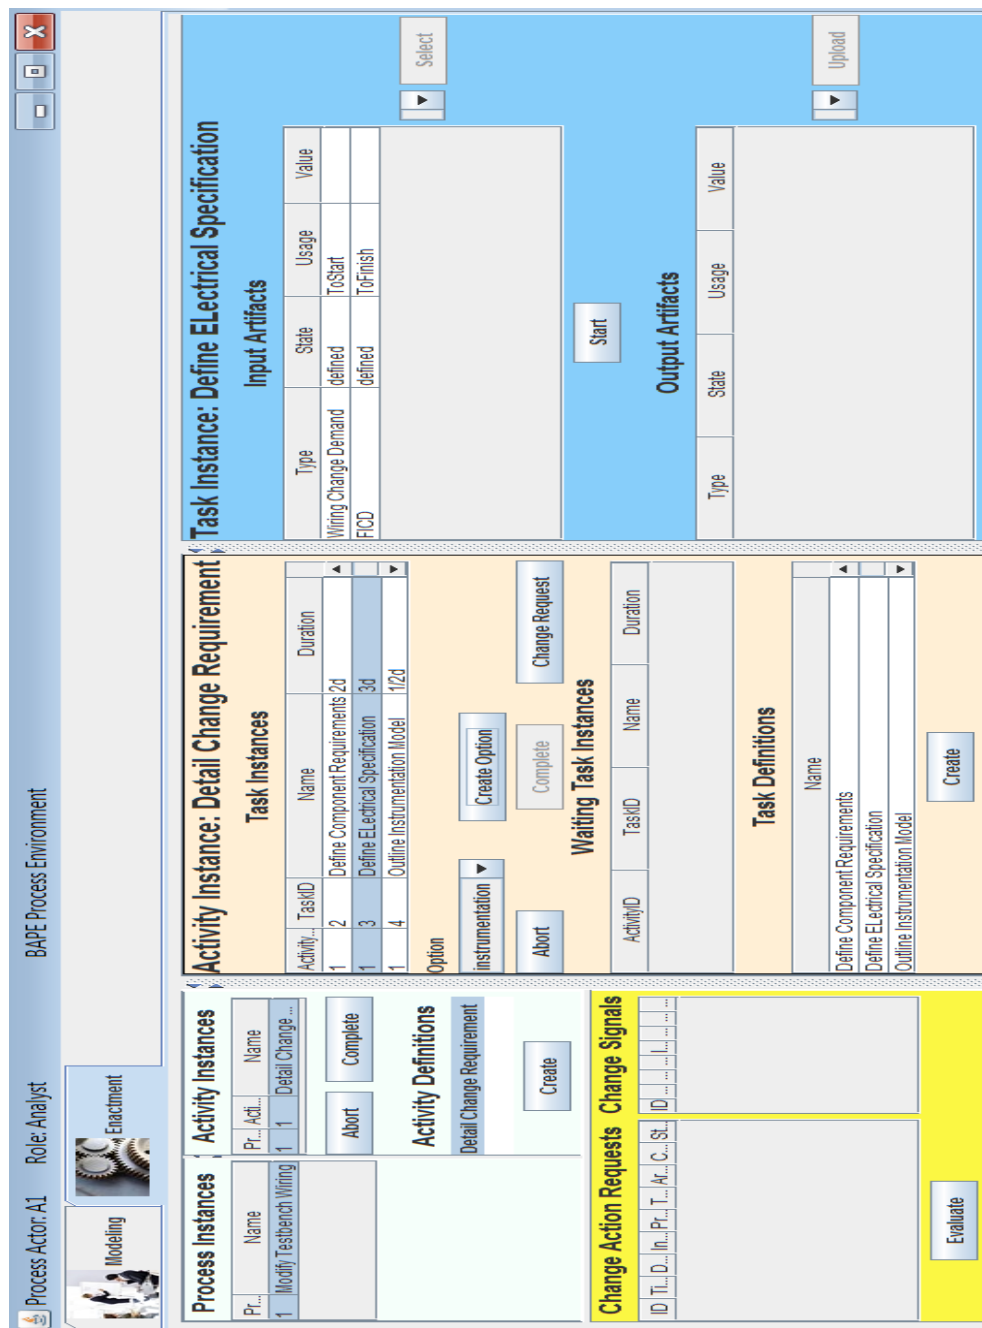 Process Actor: A1 Role: Analyst BAPE Process Environment
Modeling Enactment
Process Instances
Pr... Name
1 Modify Testbench Wiring
Activity Instances
Pr... Acti... Name
1 1 Detail Change ...
Abort Complete
Activity Definitions
Detail Change Requirement
Create
Change Action Requests
ID Ti... D... In... Pr... T... Ar... C... St...
Change Signals
ID ... ... I... ... ...
Evaluate
Activity Instance: Detail Change Requirement
Task Instances
Activity... TaskID Name Duration
1 2 Define Component Requirements 2d
1 3 Define ELectrical Specification 3d
1 4 Outline Instrumentation Model 1/2d
Option
instrumentation Create Option
Abort Complete Change Request
Waiting Task Instances
ActivityID TaskID Name Duration
Task Definitions
Name
Define Component Requirements
Define ELectrical Specification
Outline Instrumentation Model
Create
Task Instance: Define ELectrical Specification
Input Artifacts
Type State Usage Value
Wiring Change Demand defined ToStart
FICD defined ToFinish
Select
Start
Output Artifacts
Type State Usage Value
Upload